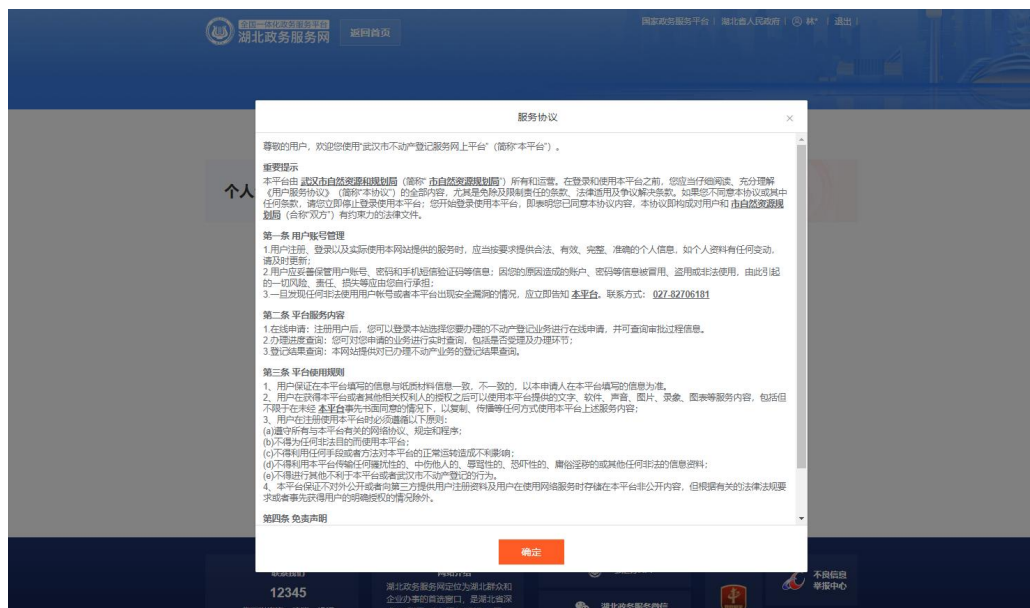 全国一体化政务服务平台
湖北政务服务网
返回首页
国家政务服务平台 | 湖北省人民政府 | 林* | 退出 |
服务协议
×
尊敬的用户，欢迎您使用“武汉市不动产登记服务网上平台”（简称“本平台”）。
重要提示
本平台由 武汉市自然资源和规划局（简称“ 市自然资源规划局”）所有和运营。在登录和使用本平台之前，您应当仔细阅读、充分理解
《用户服务协议》（简称“本协议”）的全部内容，尤其是免除及限制责任的条款、法律适用及争议解决条款。如果您不同意本协议或其中
任何条款，请您立即停止登录使用本平台；您开始登录使用本平台，即表明您已同意本协议内容，本协议即构成对用户和 市自然资源规
划局（合称“双方”）有约束力的法律文件。
第一条 用户账号管理
1.用户注册、登录以及实际使用本网站提供的服务时，应当按要求提供合法、有效、完整、准确的个人信息，如个人资料有任何变动，
请及时更新；
2.用户应妥善保管用户账号、密码和手机短信验证码等信息；因您的原因造成的账户、密码等信息被冒用、盗用或非法使用，由此引起
的一切风险、责任、损失等应由您自行承担；
3.一旦发现任何非法使用用户帐号或者本平台出现安全漏洞的情况，应立即告知 本平台。联系方式： 027-82706181
第二条 平台服务内容
1.在线申请：注册用户后，您可以登录本站选择您要办理的不动产登记业务进行在线申请，并可查询审批过程信息。
2.办理进度查询：您可对您申请的业务进行实时查询，包括是否受理及办理环节；
3.登记结果查询：本网站提供对已办理不动产业务的登记结果查询。
第三条 平台使用规则
1、用户保证在本平台填写的信息与纸质材料信息一致，不一致的，以本申请人在本平台填写的信息为准。
2、用户在获得本平台或者其他相关权利人的授权之后可以使用本平台提供的文字、软件、声音、图片、录象、图表等服务内容，包括但
不限于在未经 本平台事先书面同意的情况下，以复制、传播等任何方式使用本平台上述服务内容；
3、用户在注册使用本平台时必须遵循以下原则：
(a)遵守所有与本平台有关的网络协议、规定和程序；
(b)不得为任何非法目的而使用本平台；
(c)不得利用任何手段或者方法对本平台的正常运转造成不利影响；
(d)不得利用本平台传输任何骚扰性的、中伤他人的、辱骂性的、恐吓性的、庸俗淫秽的或其他任何非法的信息资料；
(e)不得进行其他不利于本平台或者武汉市不动产登记的行为。
4、本平台保证不对外公开或者向第三方提供用户注册资料及用户在使用网络服务时存储在本平台非公开内容，但根据有关的法律法规要
求或者事先获得用户的明确授权的情况除外。
第四条 免责声明
个人
确定
12345
湖北政务服务网定位为湖北群众和
企业办事的首选窗口，是湖北省深
湖北政务服务网微信
不良信息
举报中心